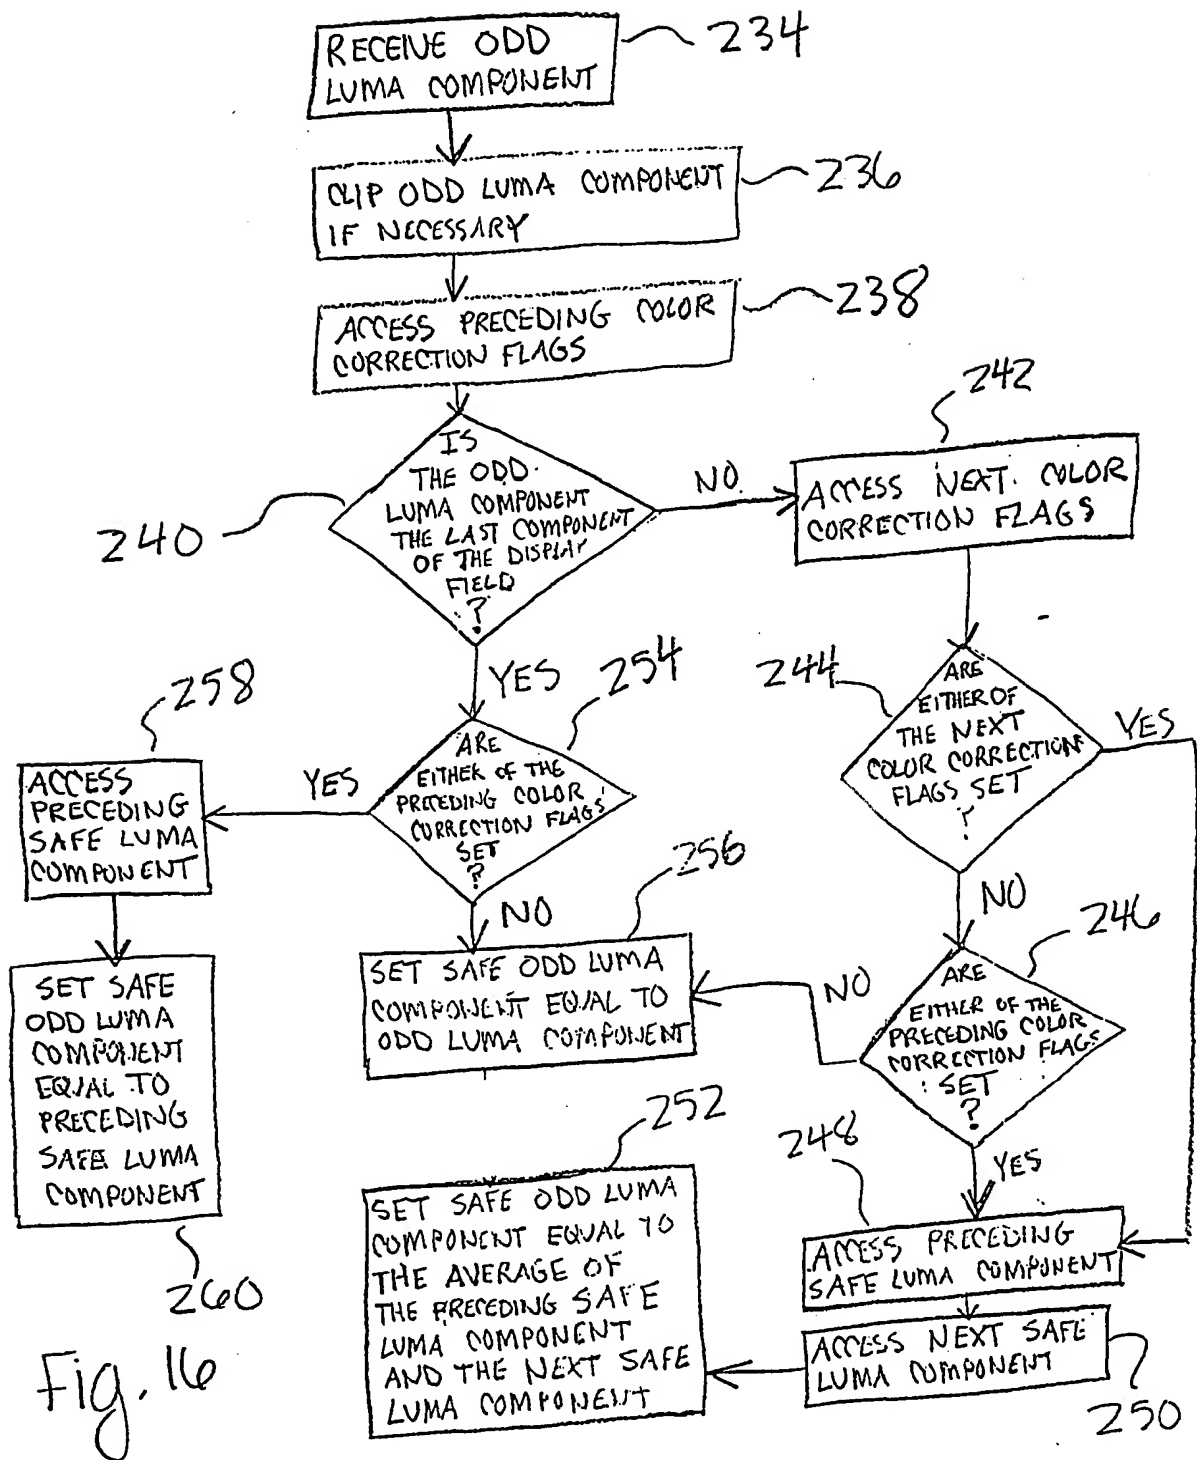 RECEIVE ODD
LUMA COMPONENT
234
CLIP ODD LUMA COMPONENT
IF NECESSARY
236
ACCESS PRECEDING COLOR
CORRECTION FLAGS
238
IS
THE ODD
LUMA COMPONENT
THE LAST COMPONENT
OF THE DISPLAY
FIELD
?
240
NO
YES
242
ACCESS NEXT COLOR
CORRECTION FLAGS
244
ARE
EITHER OF
THE NEXT
COLOR CORRECTION
FLAGS SET
?
YES
NO
254
ARE
EITHER OF THE
PRECEDING COLOR
CORRECTION FLAGS
SET
?
YES
NO
258
ACCESS
PRECEDING
SAFE LUMA
COMPONENT
256
SET SAFE ODD LUMA
COMPONENT EQUAL TO
ODD LUMA COMPONENT
246
ARE
EITHER OF THE
PRECEDING COLOR
CORRECTION FLAGS
SET
?
NO
YES
SET SAFE
ODD LUMA
COMPONENT
EQUAL TO
PRECEDING
SAFE LUMA
COMPONENT
260
252
SET SAFE ODD LUMA
COMPONENT EQUAL TO
THE AVERAGE OF
THE PRECEDING SAFE
LUMA COMPONENT
AND THE NEXT SAFE
LUMA COMPONENT
248
ACCESS PRECEDING
SAFE LUMA COMPONENT
ACCESS NEXT SAFE
LUMA COMPONENT
250
Fig. 16